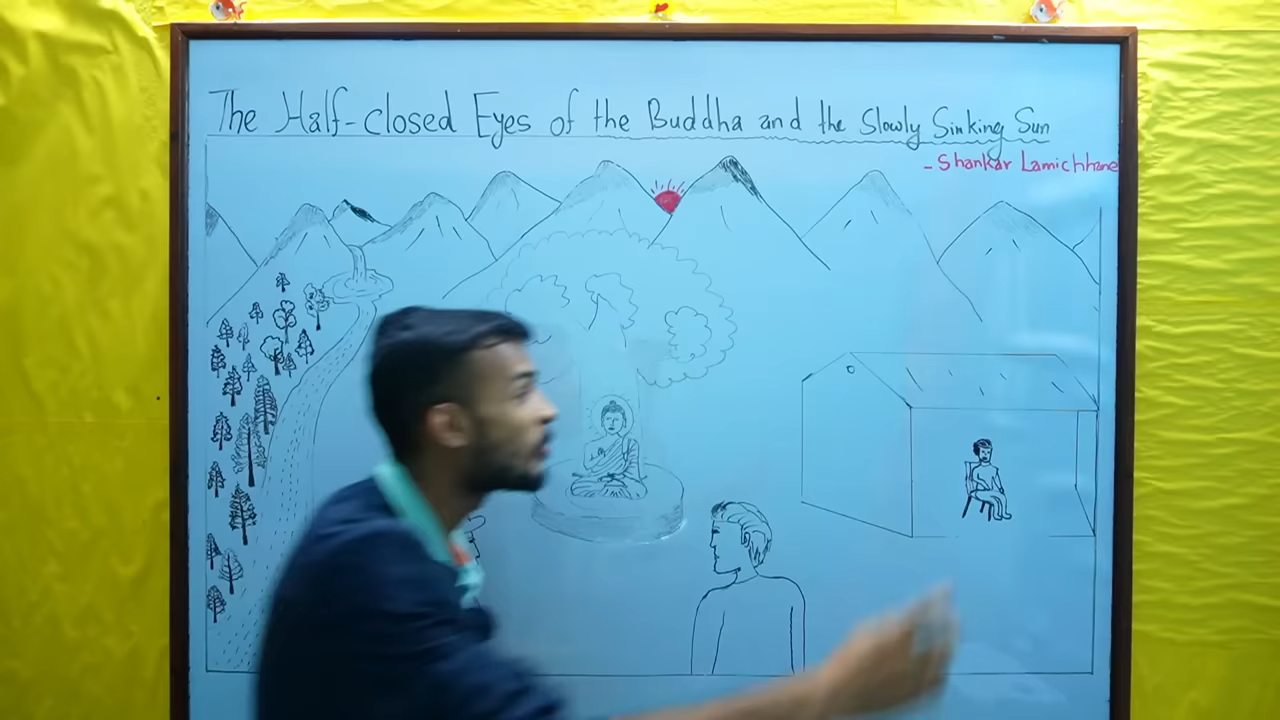 The Half-closed Eyes of the Buddha and the Slowly Sinking Sun
- Shankar Lamichhane